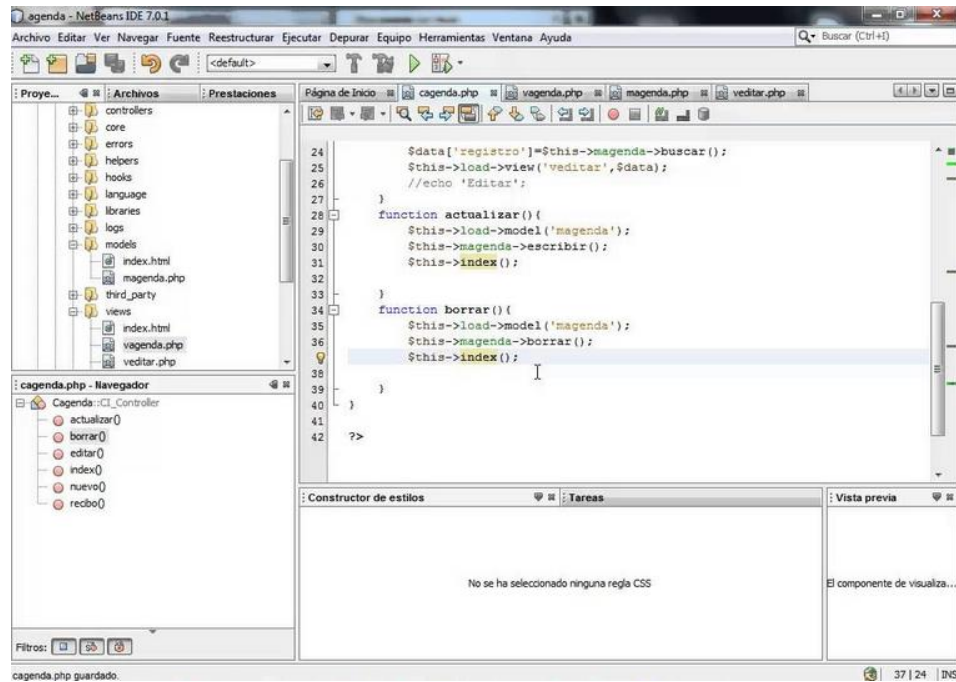 agenda - NetBeans IDE 7.0.1
Archivo Editar Ver Navegar Fuente Reestructurar Ejecutar Depurar Equipo Herramientas Ventana Ayuda
Buscar (Ctrl+I)
<default>
Proye...
Archivos
Prestaciones
controllers
core
errors
helpers
hooks
language
libraries
logs
models
index.html
magenda.php
third_party
views
index.html
vagenda.php
veditar.php
Página de Inicio
cagenda.php
vagenda.php
magenda.php
veditar.php
24 $data['registro']=$this->magenda->buscar();
25 $this->load->view('veditar',$data);
26 //echo 'Editar';
27 }
28 function actualizar(){
29 $this->load->model('magenda');
30 $this->magenda->escribir();
31 $this->index();
32
33 }
34 function borrar(){
35 $this->load->model('magenda');
36 $this->magenda->borrar();
$this->index();
38
39 }
40 }
41
42 ?>
cagenda.php - Navegador
Cagenda::CI_Controller
actualizar()
borrar()
editar()
index()
nuevo()
recibo()
Filtros:
Constructor de estilos
Tareas
No se ha seleccionado ninguna regla CSS
Vista previa
El componente de visualiza...
cagenda.php guardado.
37 | 24
INS